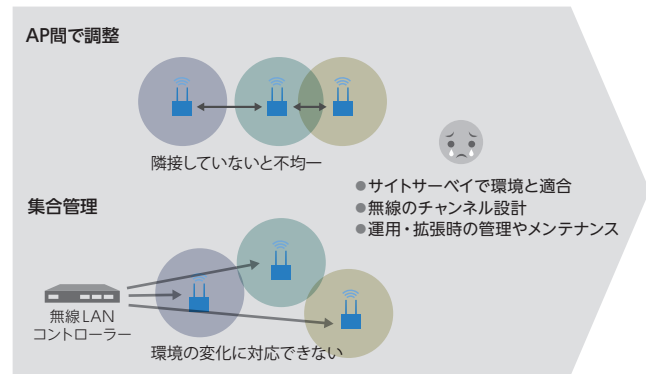 AP間で調整
隣接していないと不均一
●サイトサーベイで環境と適合
●無線のチャンネル設計
●運用・拡張時の管理やメンテナンス
集合管理
無線LAN
コントローラー
環境の変化に対応できない